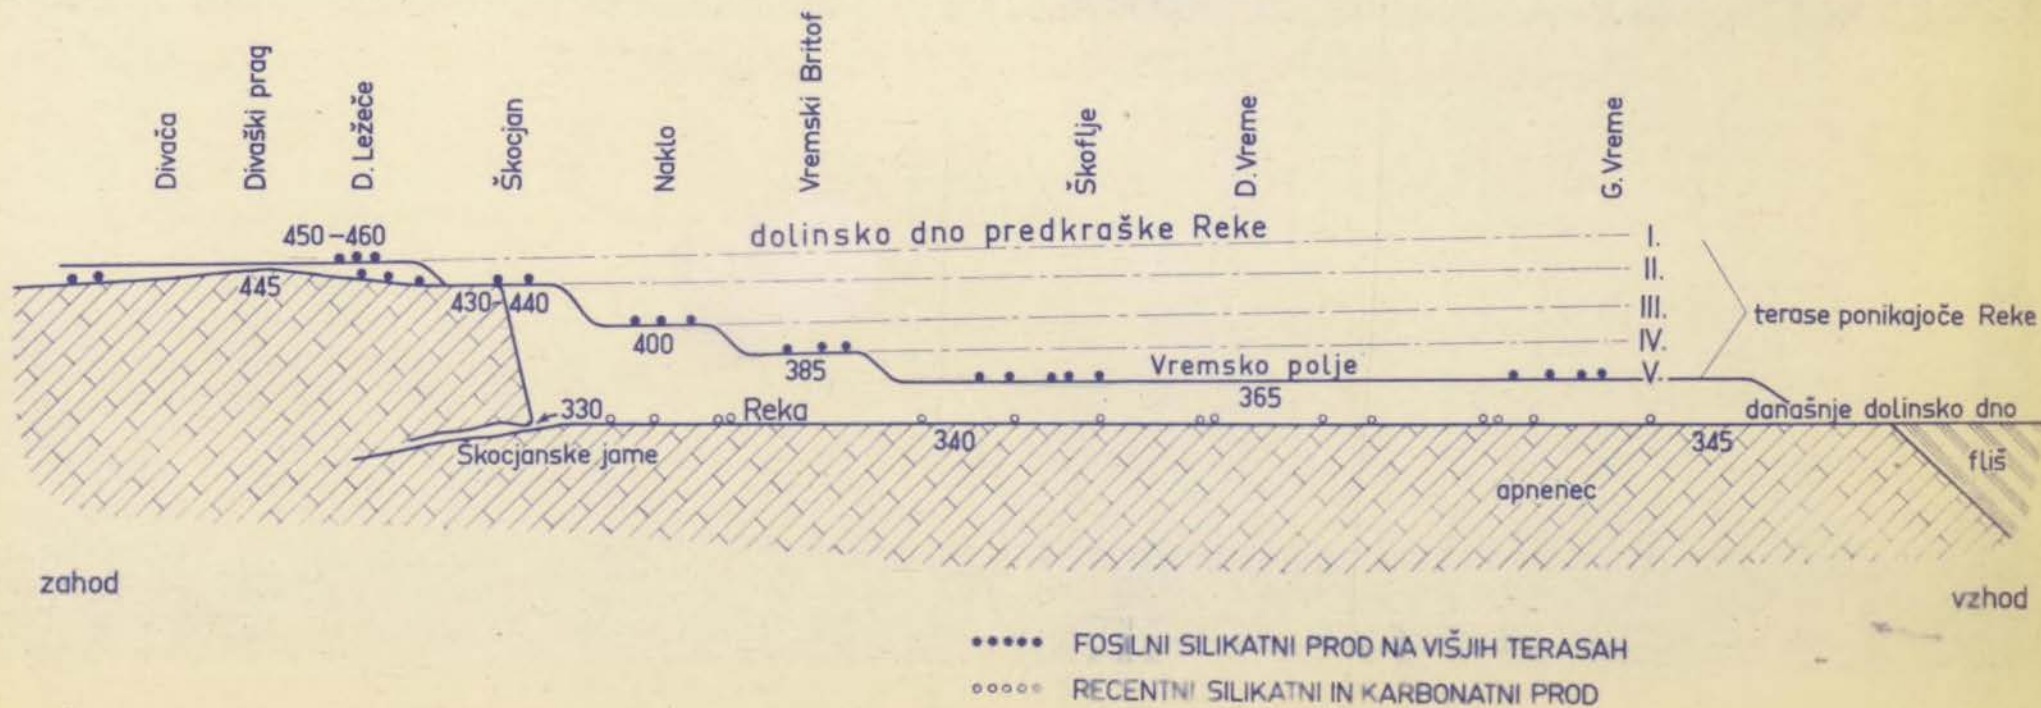 Divača
Divaški prag
D. Ležeče
Škocjan
Naklo
Vremski Britof
Škoflje
D. Vreme
G. Vreme
450-460
dolinsko dno predkraške Reke
I.
II.
445
430-440
III.
terase ponikajoče Reke
400
IV.
385
Vremsko polje
V.
365
330
Reka
današnje dolinsko dno
340
345
Škocjanske jame
fliš
apnenec
zahod
vzhod
FOSILNI SILIKATNI PROD NA VIŠJIH TERASAH
RECENTNI SILIKATNI IN KARBONATNI PROD